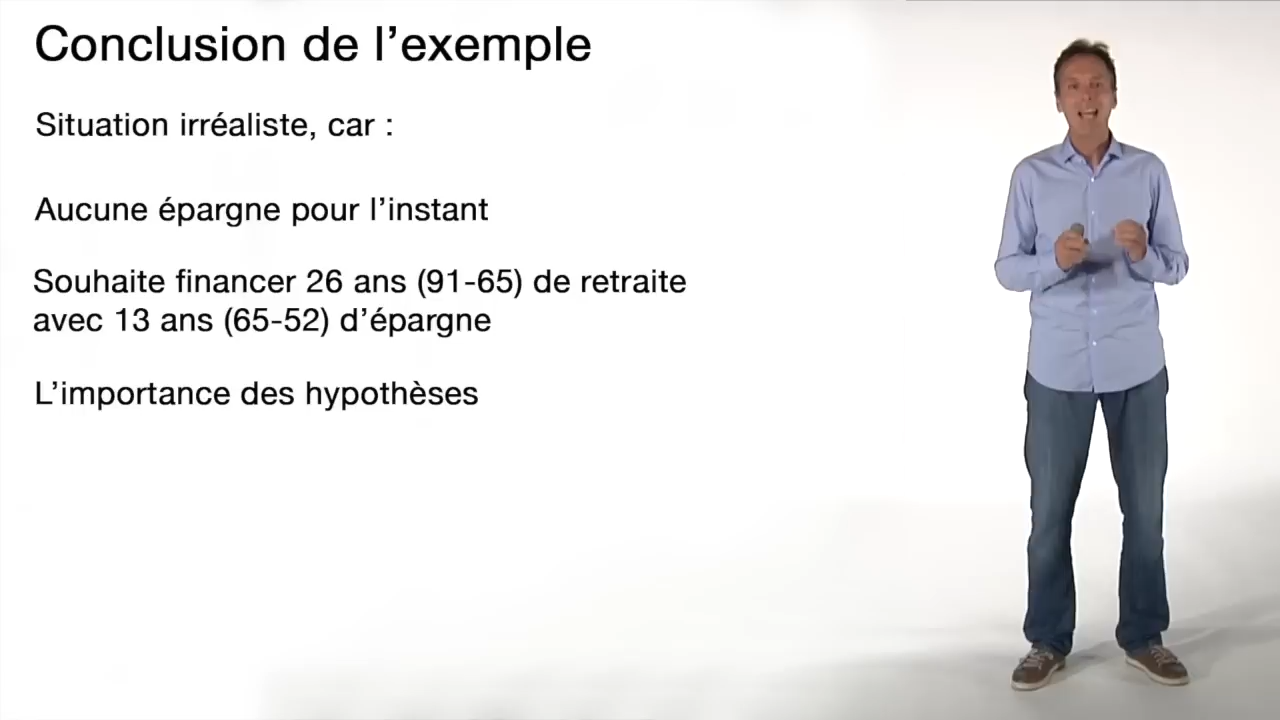 Conclusion de l’exemple
Situation irréaliste, car :
Aucune épargne pour l’instant
Souhaite financer 26 ans (91-65) de retraite
avec 13 ans (65-52) d’épargne
L’importance des hypothèses